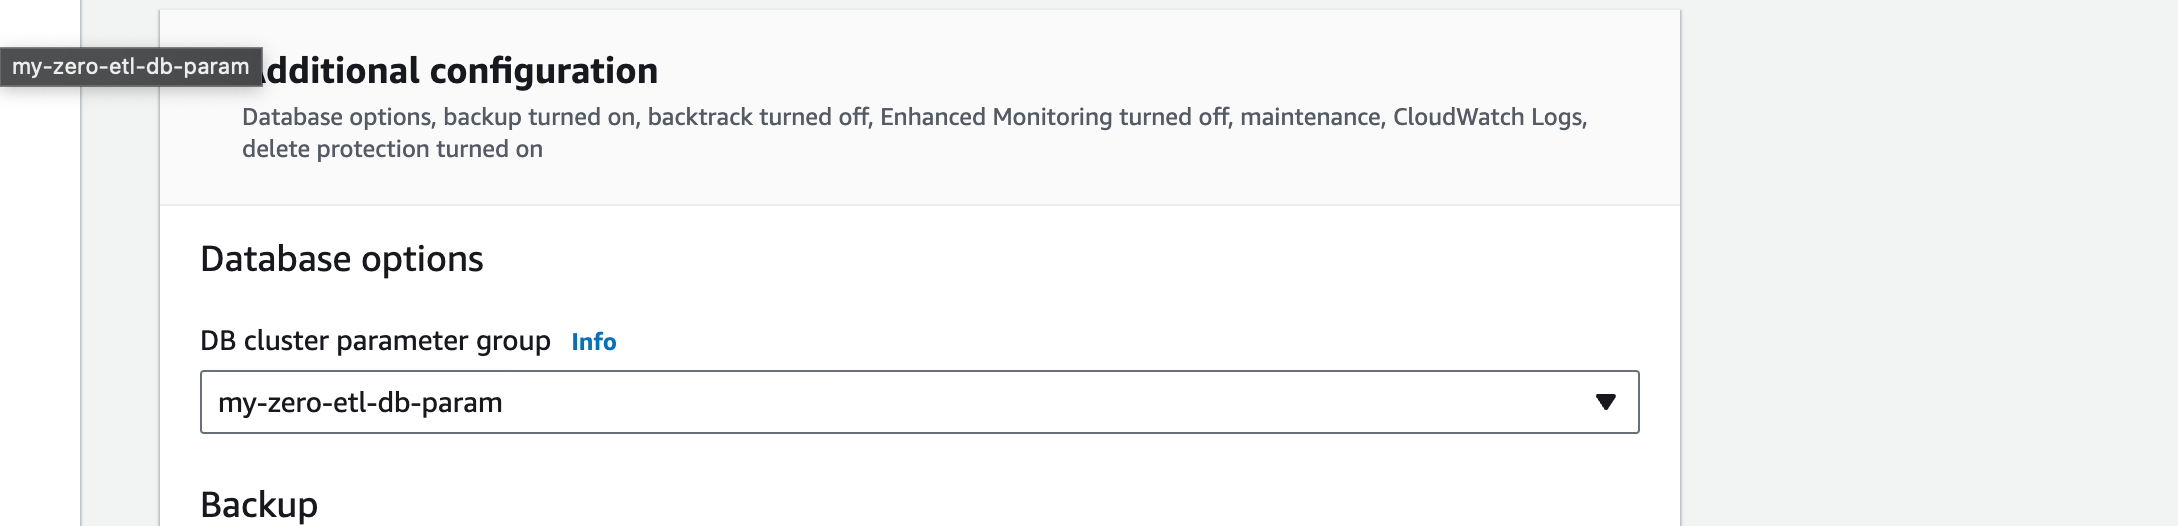 my-zero-etl-db-param
Additional configuration
Database options, backup turned on, backtrack turned off, Enhanced Monitoring turned off, maintenance, CloudWatch Logs,
delete protection turned on
Database options
DB cluster parameter group Info
my-zero-etl-db-param
Backup